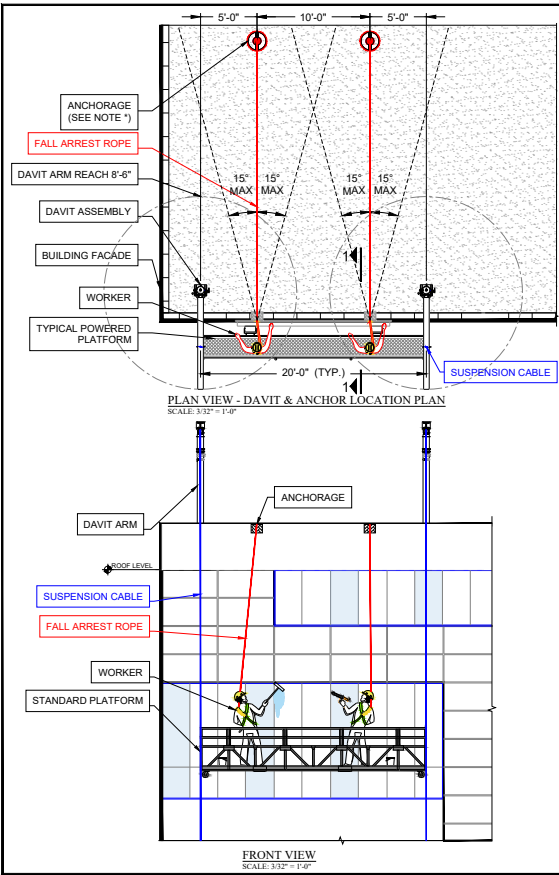 5'-0"
10'-0"
5'-0"
ANCHORAGE
(SEE NOTE *)
FALL ARREST ROPE
DAVIT ARM REACH 8'-6"
DAVIT ASSEMBLY
BUILDING FACADE
WORKER
TYPICAL POWERED
PLATFORM
15°
MAX
15°
MAX
15°
MAX
15°
MAX
1
SUSPENSION CABLE
20'-0" (TYP.)
1
PLAN VIEW - DAVIT & ANCHOR LOCATION PLAN
SCALE: 3/32" = 1'-0"
ANCHORAGE
DAVIT ARM
ROOF LEVEL
SUSPENSION CABLE
FALL ARREST ROPE
WORKER
STANDARD PLATFORM
FRONT VIEW
SCALE: 3/32" = 1'-0"